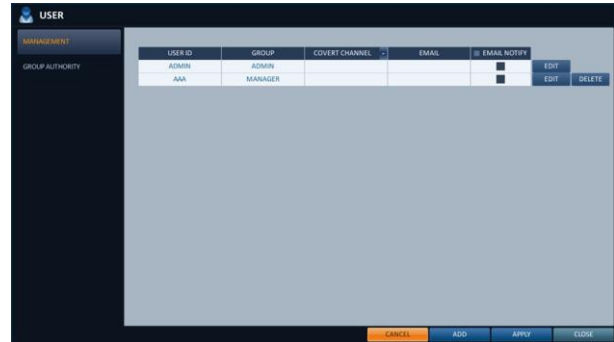 USER
MANAGEMENT
GROUP AUTHORITY
USER ID GROUP COVERT CHANNEL EMAIL EMAIL NOTIFY
ADMIN ADMIN EDIT
AAA MANAGER EDIT DELETE
CANCEL ADD APPLY CLOSE